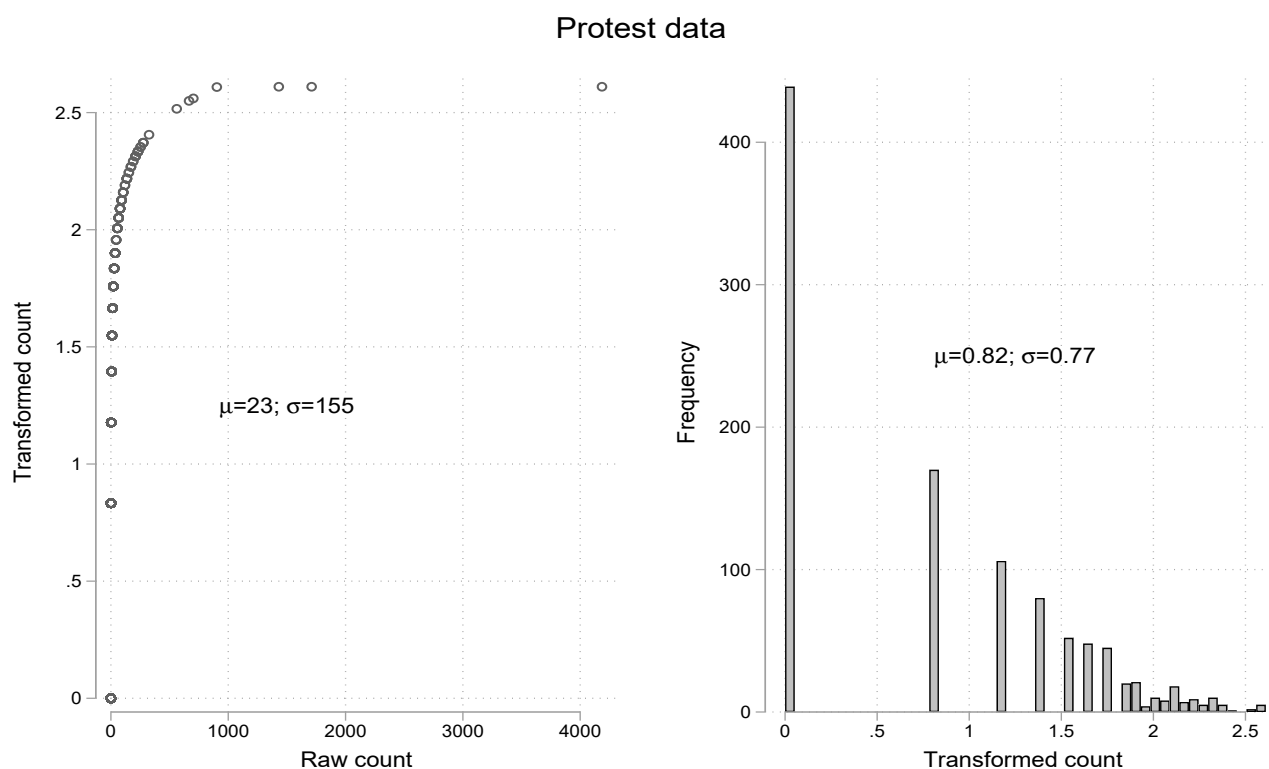 Protest data
Transformed count
2.5
2
1.5
1
.5
0
μ=23; σ=155
0 1000 2000 3000 4000
Raw count
Frequency
400
300
200
100
0
μ=0.82; σ=0.77
0 .5 1 1.5 2 2.5
Transformed count